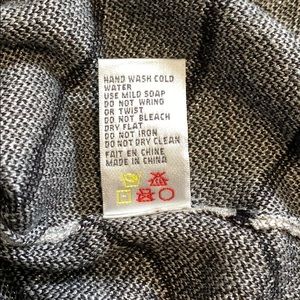 HAND WASH COLD
WATER
USE MILD SOAP
DO NOT WRING
OR TWIST
DO NOT BLEACH
DRY FLAT
DO NOT IRON
DO NOT DRY CLEAN
FAIT EN CHINE
MADE IN CHINA